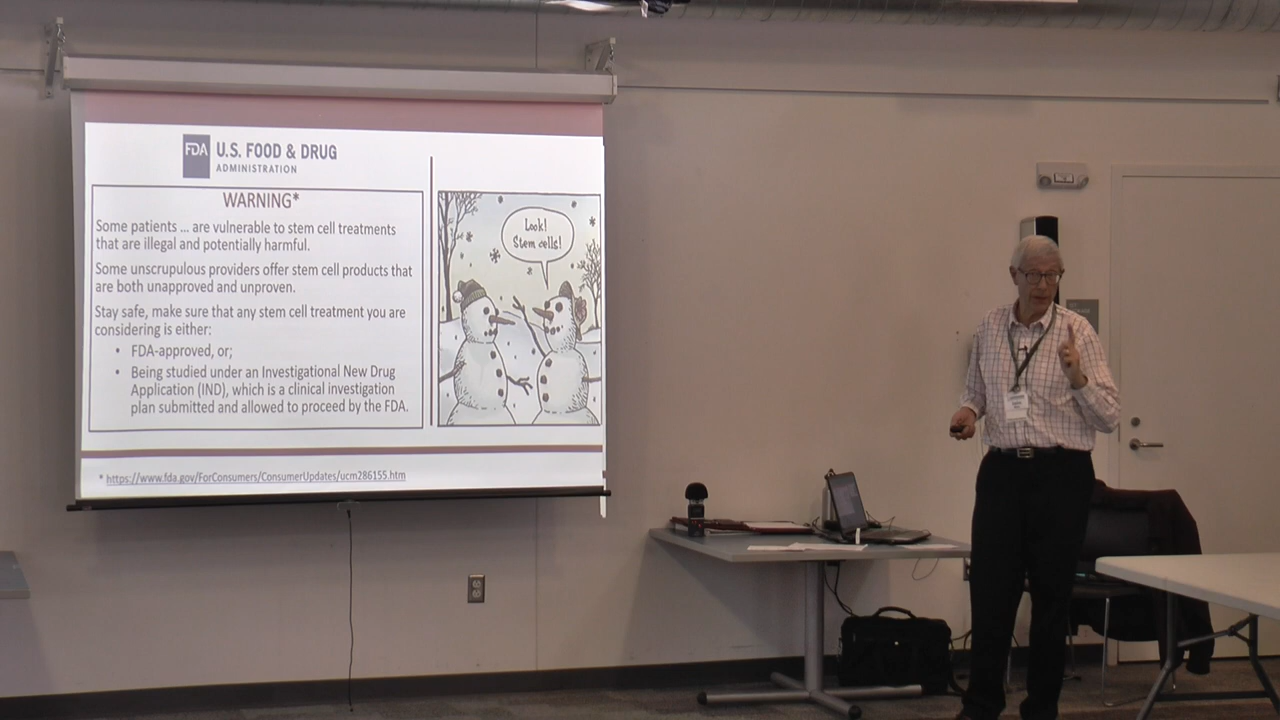 FDA U.S. FOOD & DRUG
ADMINISTRATION
WARNING*
Some patients ... are vulnerable to stem cell treatments
that are illegal and potentially harmful.
Some unscrupulous providers offer stem cell products that
are both unapproved and unproven.
Stay safe, make sure that any stem cell treatment you are
considering is either:
• FDA-approved, or;
• Being studied under an Investigational New Drug
Application (IND), which is a clinical investigation
plan submitted and allowed to proceed by the FDA.
Look!
Stem cells!
* https://www.fda.gov/ForConsumers/ConsumerUpdates/ucm286155.htm